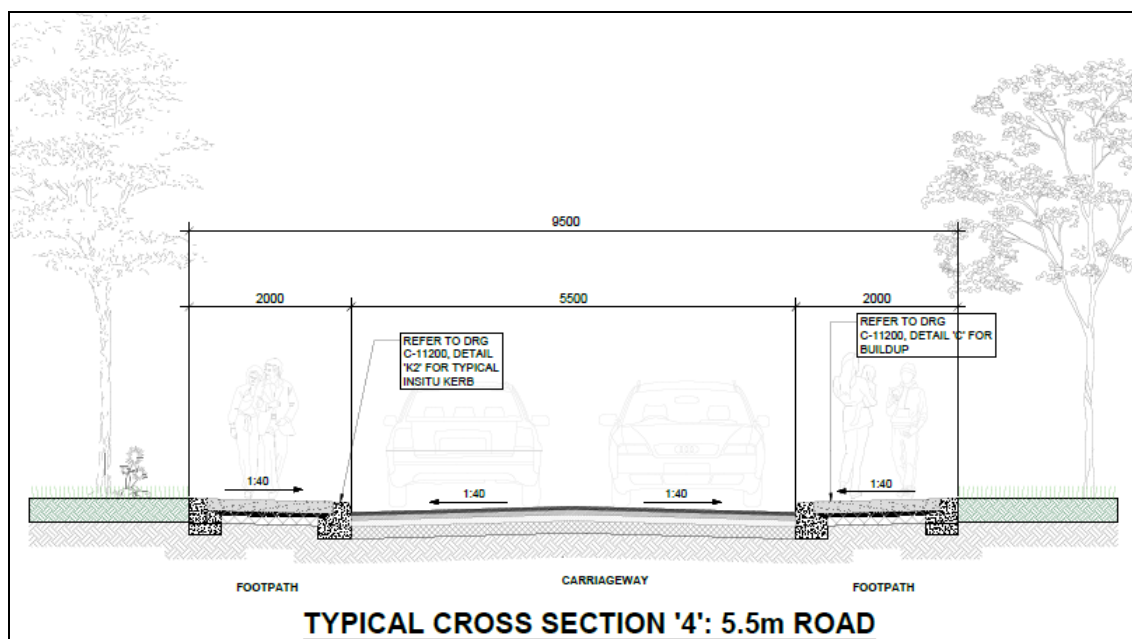 9500
2000
5500
2000
REFER TO DRG
C-11200, DETAIL
'K2' FOR TYPICAL
INSITU KERB
REFER TO DRG
C-11200, DETAIL 'C' FOR
BUILDUP
1:40
1:40
1:40
1:40
FOOTPATH
CARRIAGEWAY
FOOTPATH
TYPICAL CROSS SECTION '4': 5.5m ROAD